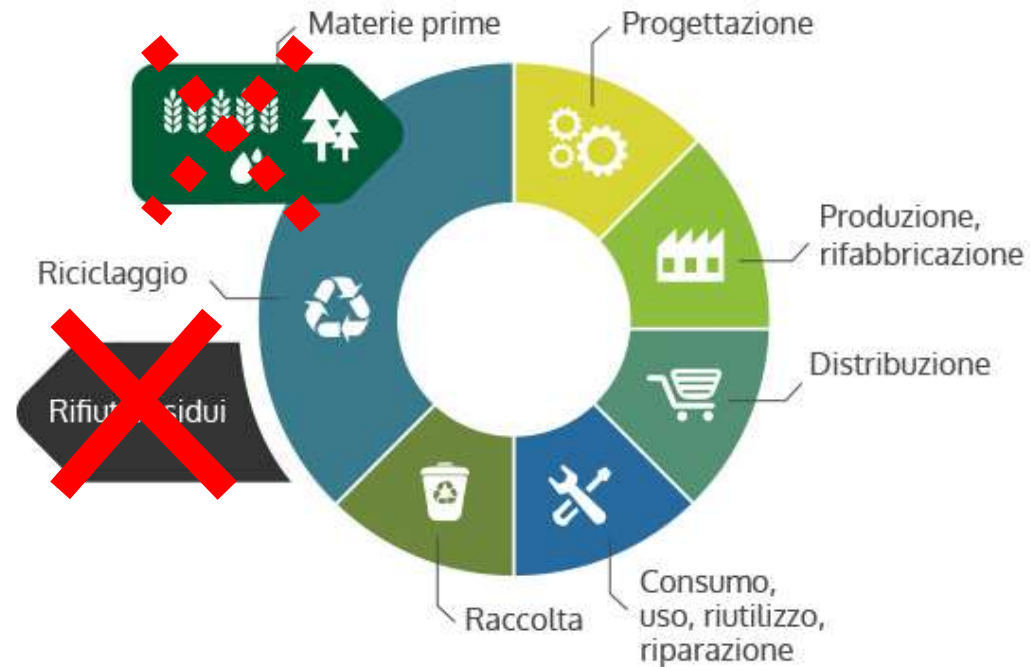 Materie prime
Progettazione
Produzione,
rifabbricazione
Riciclaggio
Distribuzione
Consumo,
uso, riutilizzo,
riparazione
Raccolta